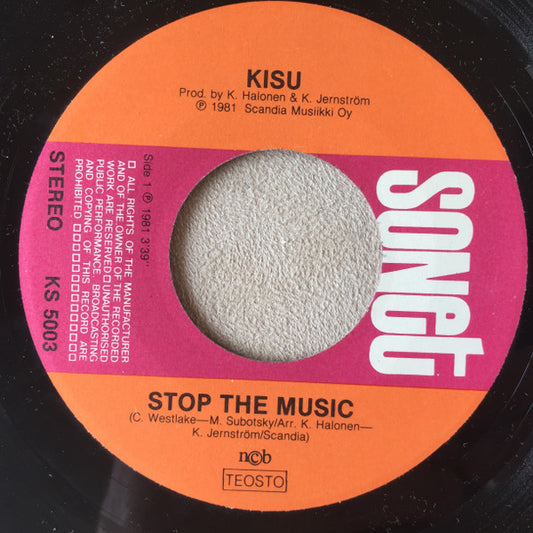 KISU
Prod. by K. Halonen & K. Jernström
℗ 1981 Scandia Musiikki Oy
SONET
Side 1 ℗ 1981 3'39"
□ ALL RIGHTS OF THE MANUFACTURER
AND OF THE OWNER OF THE RECORDED
WORK ARE RESERVED □ UNAUTHORISED
PUBLIC PERFORMANCE BROADCASTING
AND COPYING OF THIS RECORD ARE
PROHIBITED □□□□□□□□□□□
STEREO KS 5003
STOP THE MUSIC
(C. Westlake—M. Subotsky/Arr. K. Halonen—
K. Jernström/Scandia)
n©b
TEOSTO